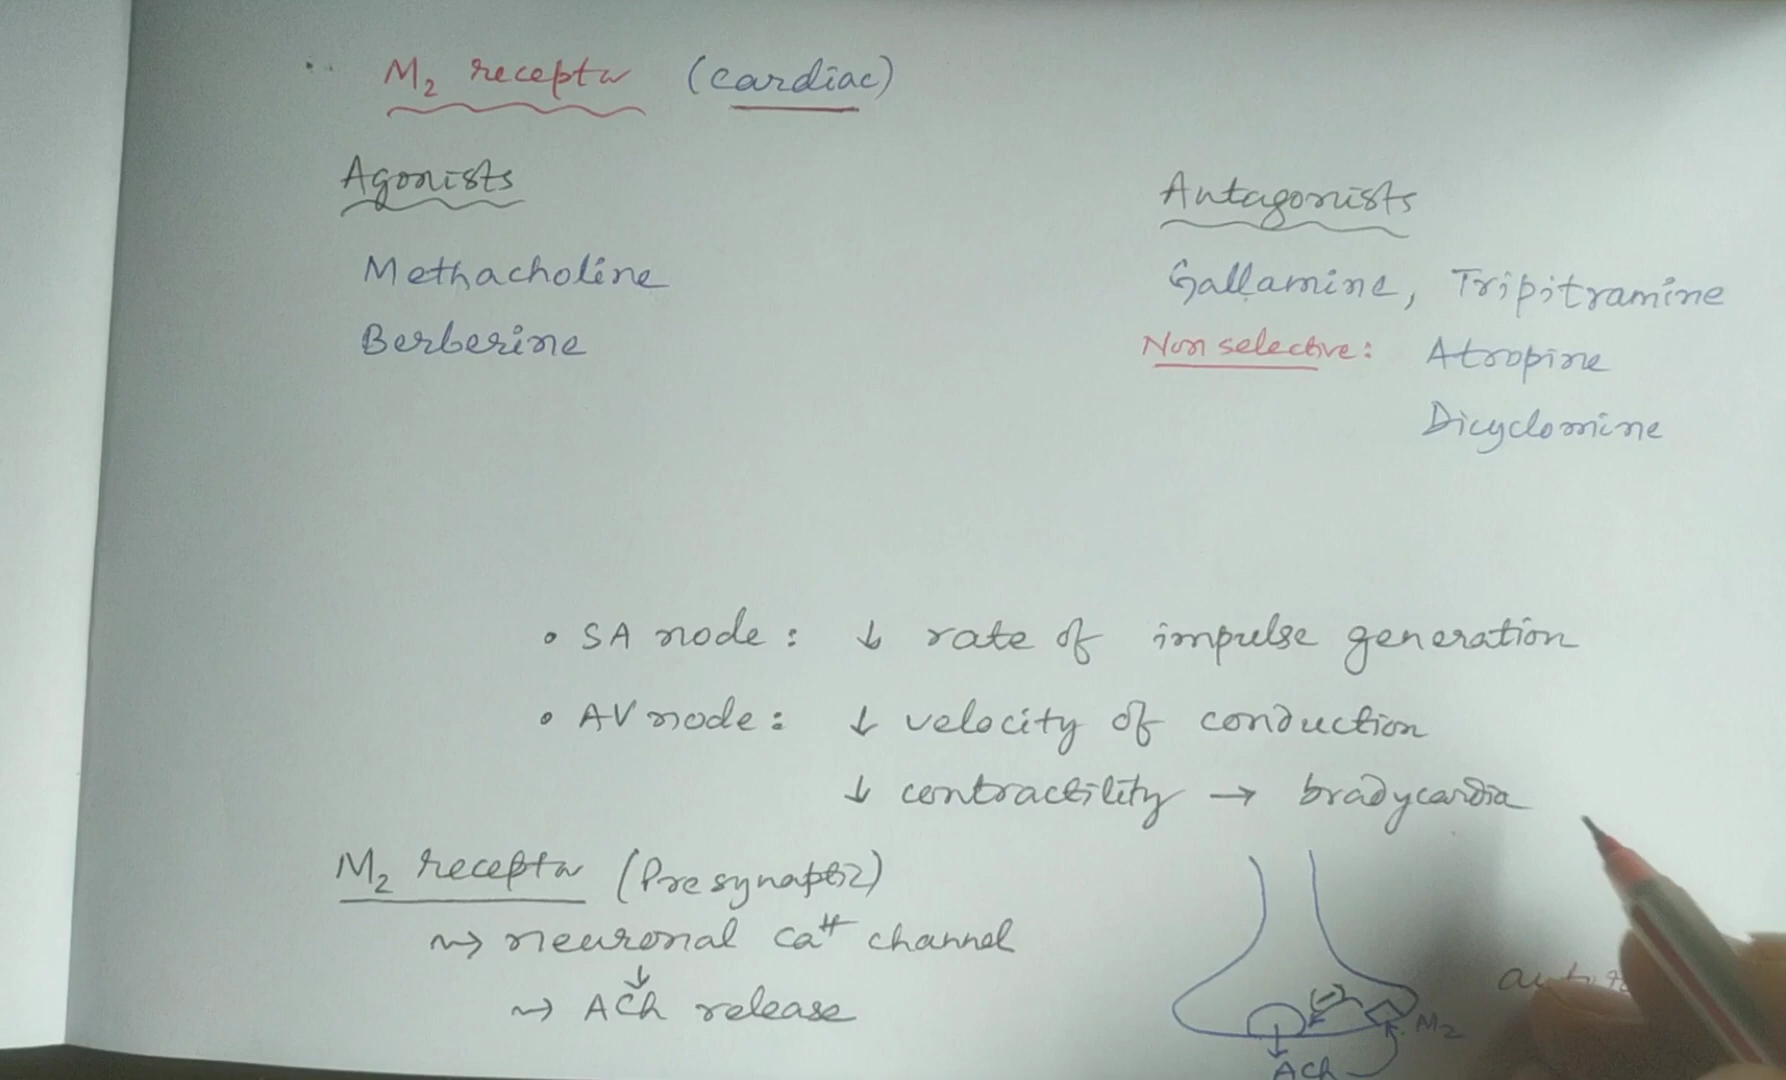 M2 receptor (cardiac)
Agonists
Methacholine
Berberine
Antagonists
Gallamine, Tripitramine
Non selective: Atropine
Dicyclomine
• SA node: ↓ rate of impulse generation
• AV node: ↓ velocity of conduction
↓ contractility → bradycardia
M2 receptor (Presynaptic)
⇝ neuronal Ca++ channel
↓
⇝ ACh release
(-)
M2
ACh